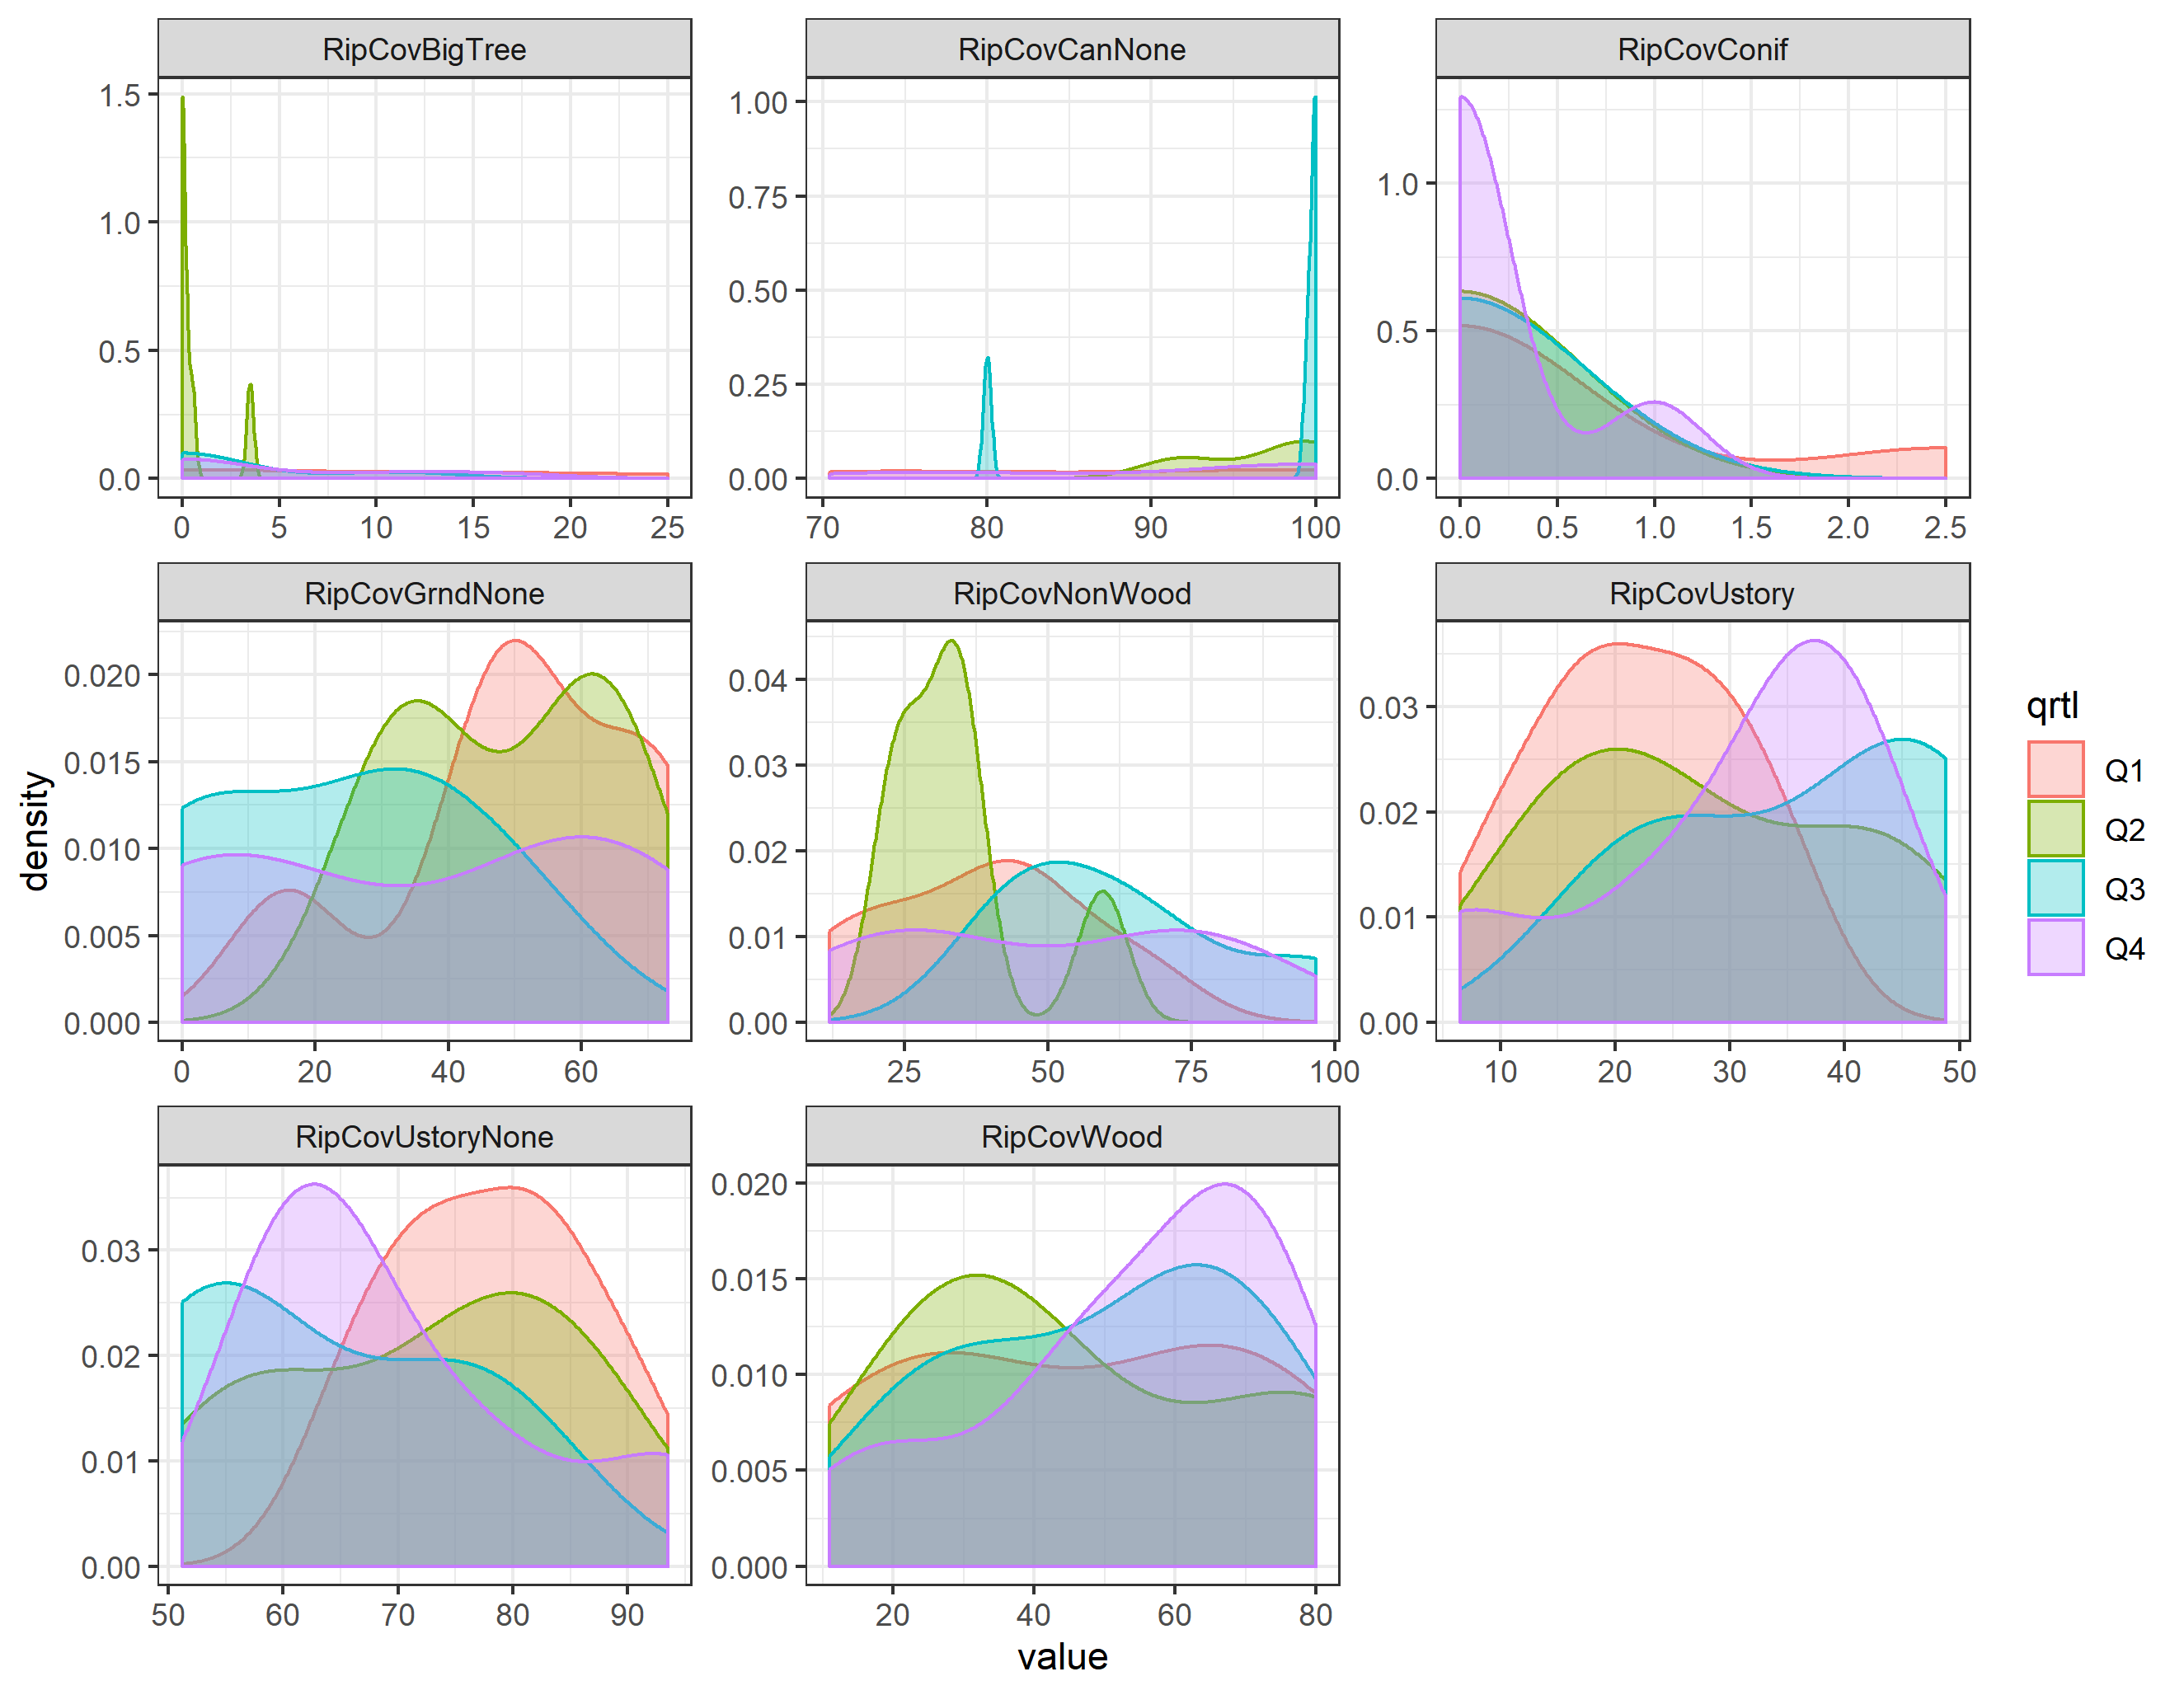 RipCovBigTree RipCovCanNone RipCovConif
1.5
1.0
0.5
0.0
1.00
0.75
0.50
0.25
0.00
1.0
0.5
0.0
0 5 10 15 20 25
70 80 90 100
0.0 0.5 1.0 1.5 2.0 2.5
RipCovGrndNone RipCovNonWood RipCovUstory
0.020
0.015
0.010
0.005
0.000
0.04
0.03
0.02
0.01
0.00
0.03
0.02
0.01
0.00
0 20 40 60
25 50 75 100
10 20 30 40 50
RipCovUstoryNone RipCovWood
0.03
0.02
0.01
0.00
0.020
0.015
0.010
0.005
0.000
50 60 70 80 90
20 40 60 80
density
value
qrtl
Q1
Q2
Q3
Q4